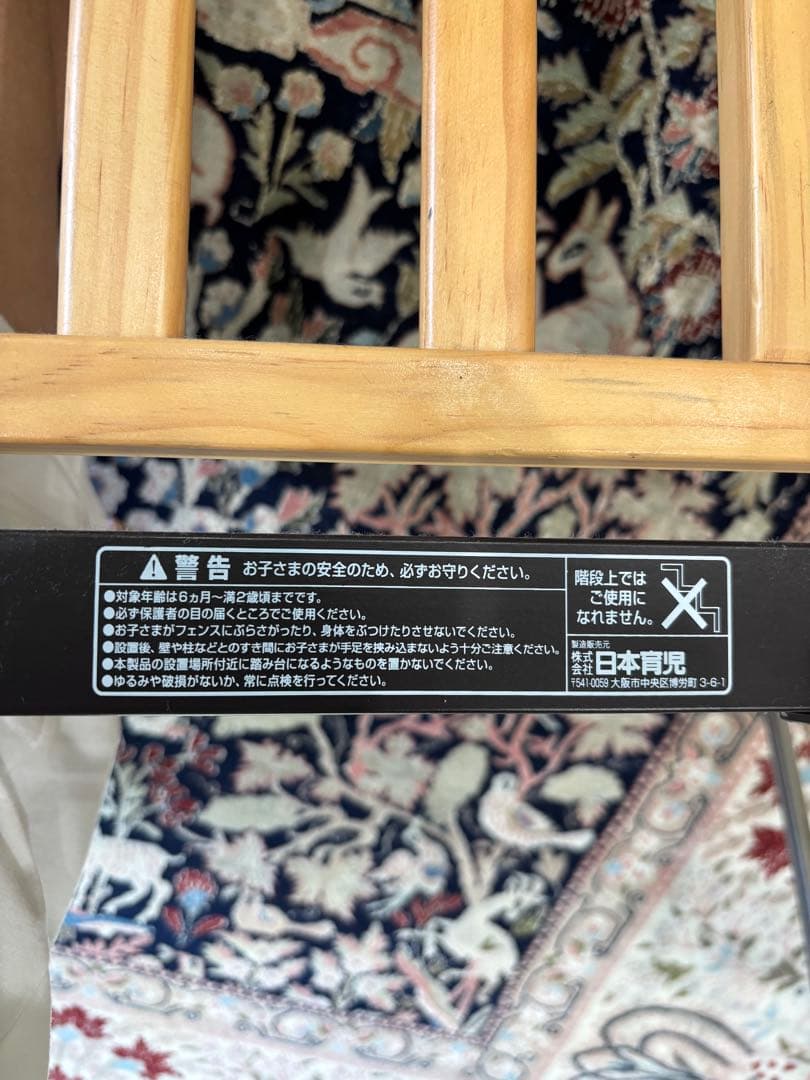 警告 お子さまの安全のため、必ずお守りください。
●対象年齢は6ヵ月～満2歳頃までです。
●必ず保護者の目の届くところでご使用ください。
●お子さまがフェンスにぶらさがったり、身体をぶつけたりさせないでください。
●設置後、壁や柱などとのすき間にお子さまが手足を挟み込まないよう十分ご注意ください。
●本製品の設置場所付近に踏み台になるようなものを置かないでください。
●ゆるみや破損がないか、常に点検を行ってください。
階段上では
ご使用に
なれません。
製造販売元
株式会社 日本育児
〒541-0059 大阪市中央区博労町 3-6-1